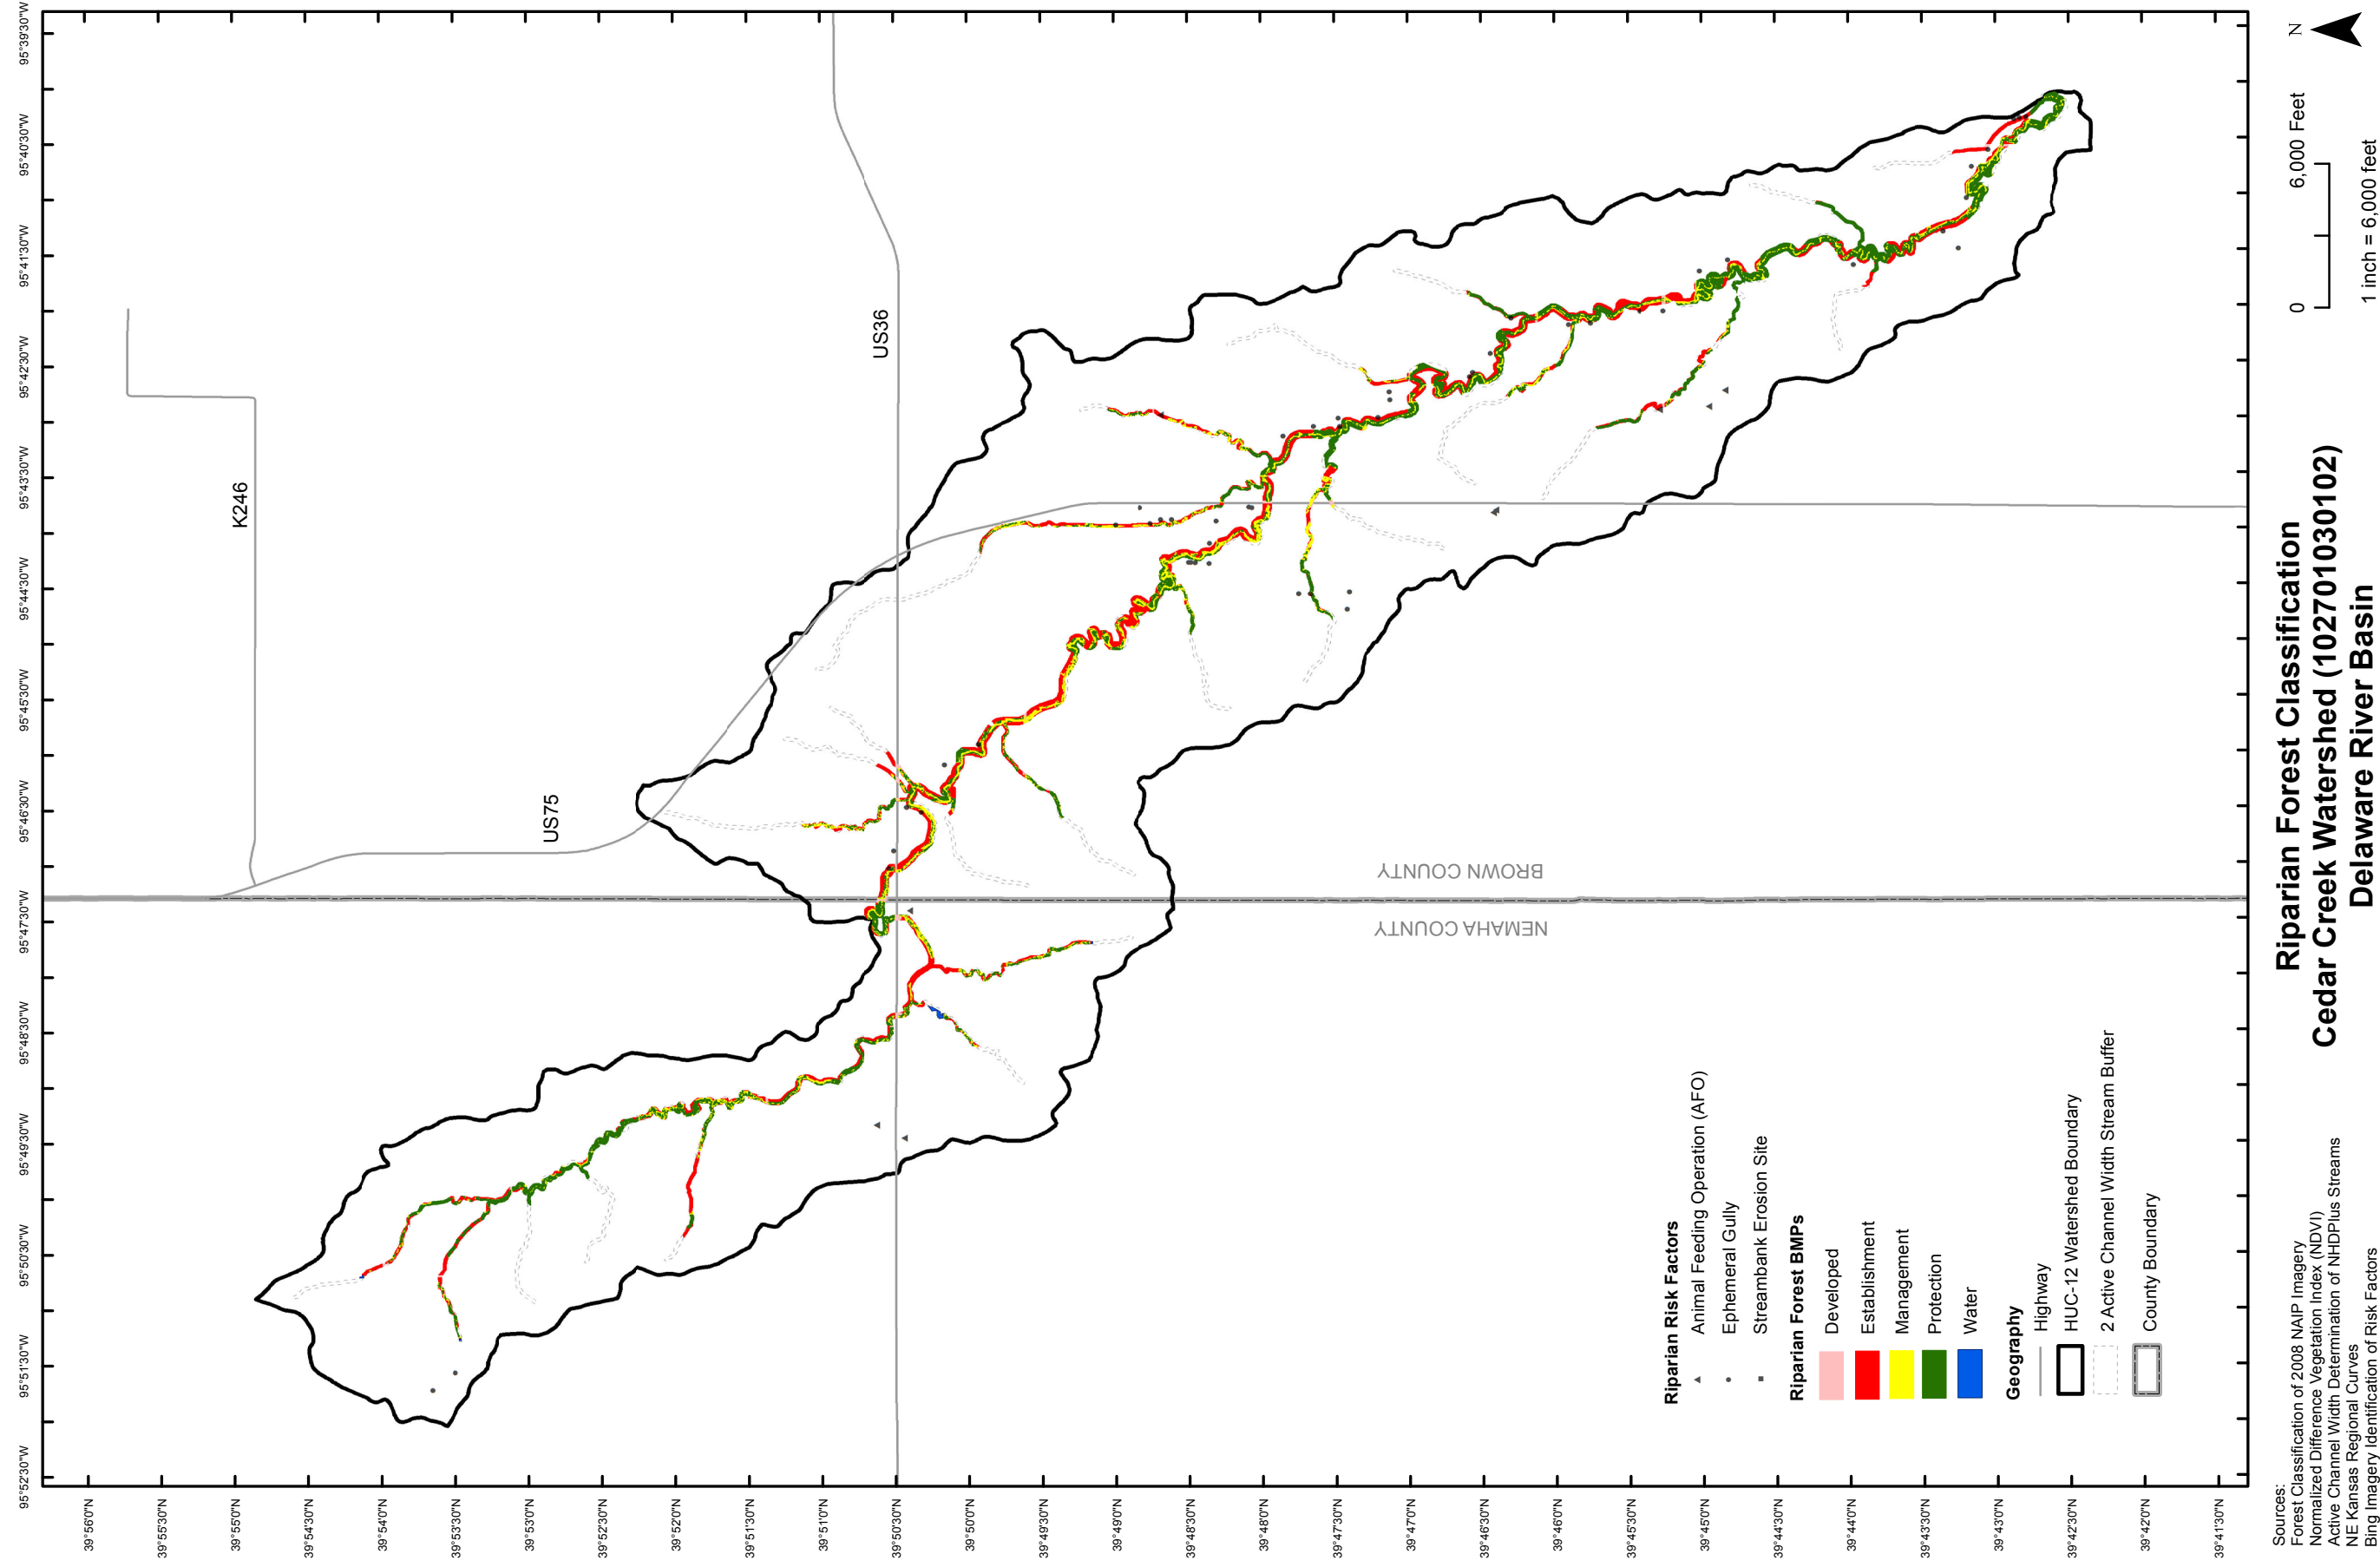 Riparian Forest Classification
Cedar Creek Watershed (102701030102)
Delaware River Basin
N
0 6,000 Feet
1 inch = 6,000 feet
95°52'30"W
95°51'30"W
95°50'30"W
95°49'30"W
95°48'30"W
95°47'30"W
95°46'30"W
95°45'30"W
95°44'30"W
95°43'30"W
95°42'30"W
95°41'30"W
95°40'30"W
95°39'30"W
39°56'0"N
39°55'30"N
39°55'0"N
39°54'30"N
39°54'0"N
39°53'30"N
39°53'0"N
39°52'30"N
39°52'0"N
39°51'30"N
39°51'0"N
39°50'30"N
39°50'0"N
39°49'30"N
39°49'0"N
39°48'30"N
39°48'0"N
39°47'30"N
39°47'0"N
39°46'30"N
39°46'0"N
39°45'30"N
39°45'0"N
39°44'30"N
39°44'0"N
39°43'30"N
39°43'0"N
39°42'30"N
39°42'0"N
39°41'30"N
K246
US75
US36
NEMAHA COUNTY
BROWN COUNTY
Riparian Risk Factors
Animal Feeding Operation (AFO)
Ephemeral Gully
Streambank Erosion Site
Riparian Forest BMPs
Developed
Establishment
Management
Protection
Water
Geography
Highway
HUC-12 Watershed Boundary
2 Active Channel Width Stream Buffer
County Boundary
Sources:
Forest Classification of 2008 NAIP Imagery
Normalized Difference Vegetation Index (NDVI)
Active Channel Width Determination of NHDPlus Streams
NE Kansas Regional Curves
Bing Imagery Identification of Risk Factors